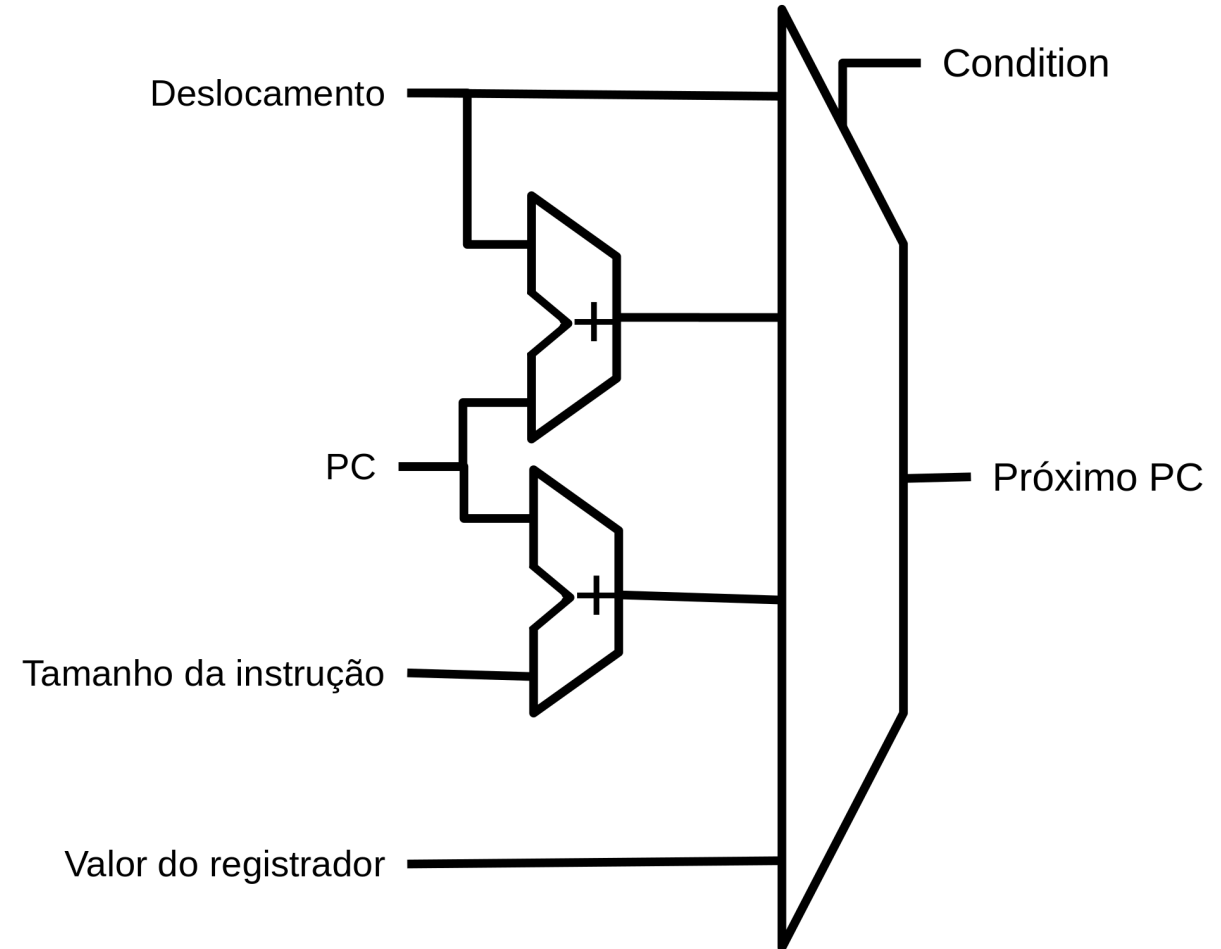 Condition
Deslocamento
+
PC
Próximo PC
+
Tamanho da instrução
Valor do registrador